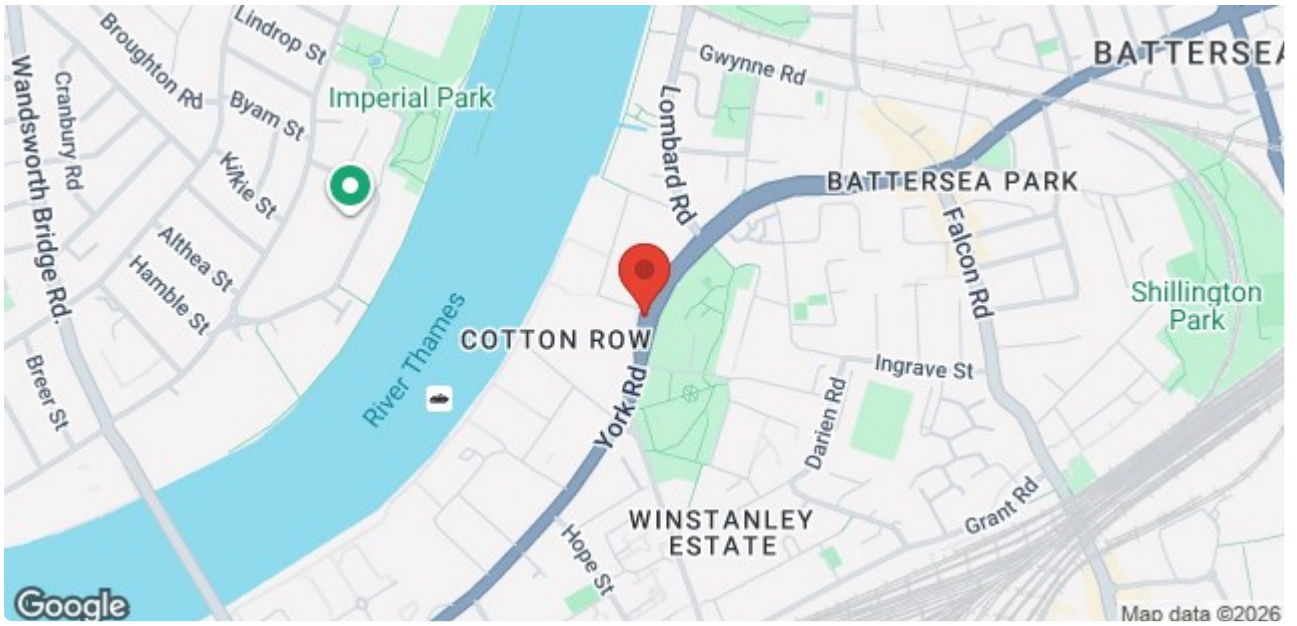 Lindrop St
Broughton Rd
Cranbury Rd
Wandsworth Bridge Rd.
Byam St
Imperial Park
Kilkie St
Althea St
Hamble St
Breer St
River Thames
Gwynne Rd
Lombard Rd
BATTERSEA
BATTERSEA PARK
Falcon Rd
Shillington
Park
COTTON ROW
York Rd
Ingrave St
Darien Rd
Grant Rd
WINSTANLEY
ESTATE
Hope St
Google
Map data ©2026